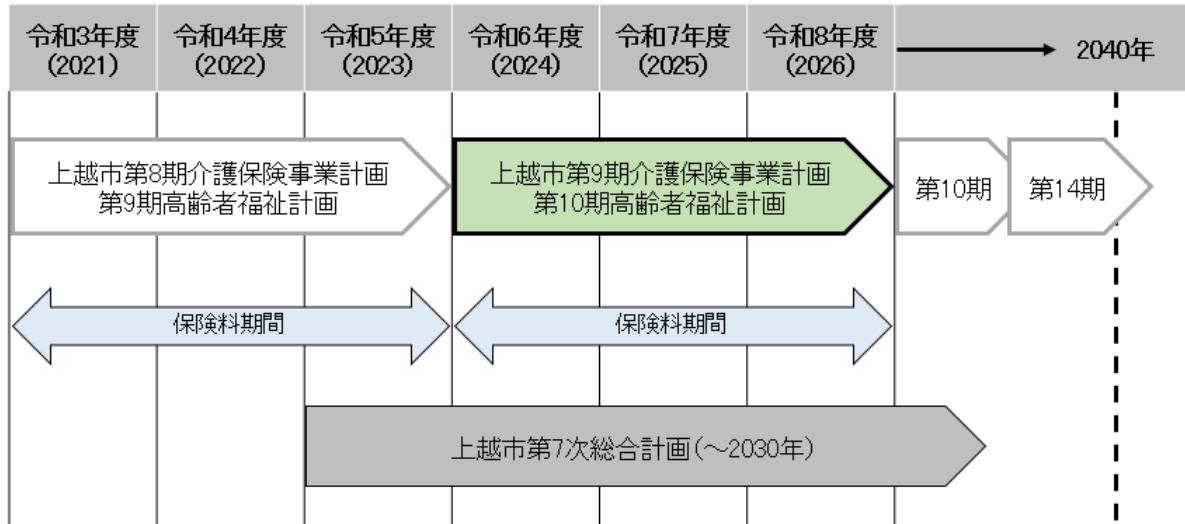 令和3年度
(2021)
令和4年度
(2022)
令和5年度
(2023)
令和6年度
(2024)
令和7年度
(2025)
令和8年度
(2026)
2040年
上越市第8期介護保険事業計画
第9期高齢者福祉計画
上越市第9期介護保険事業計画
第10期高齢者福祉計画
第10期
第14期
保険料期間
保険料期間
上越市第7次総合計画(～2030年)